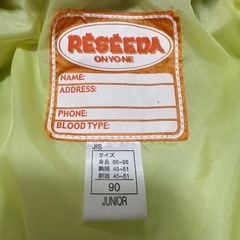 RÉSÉEDA
ONYONE
NAME:
ADDRESS:
PHONE:
BLOOD TYPE:
JIS
サイズ
身長 85-95
胸囲 45-51
胴囲 45-51
90
JUNIOR